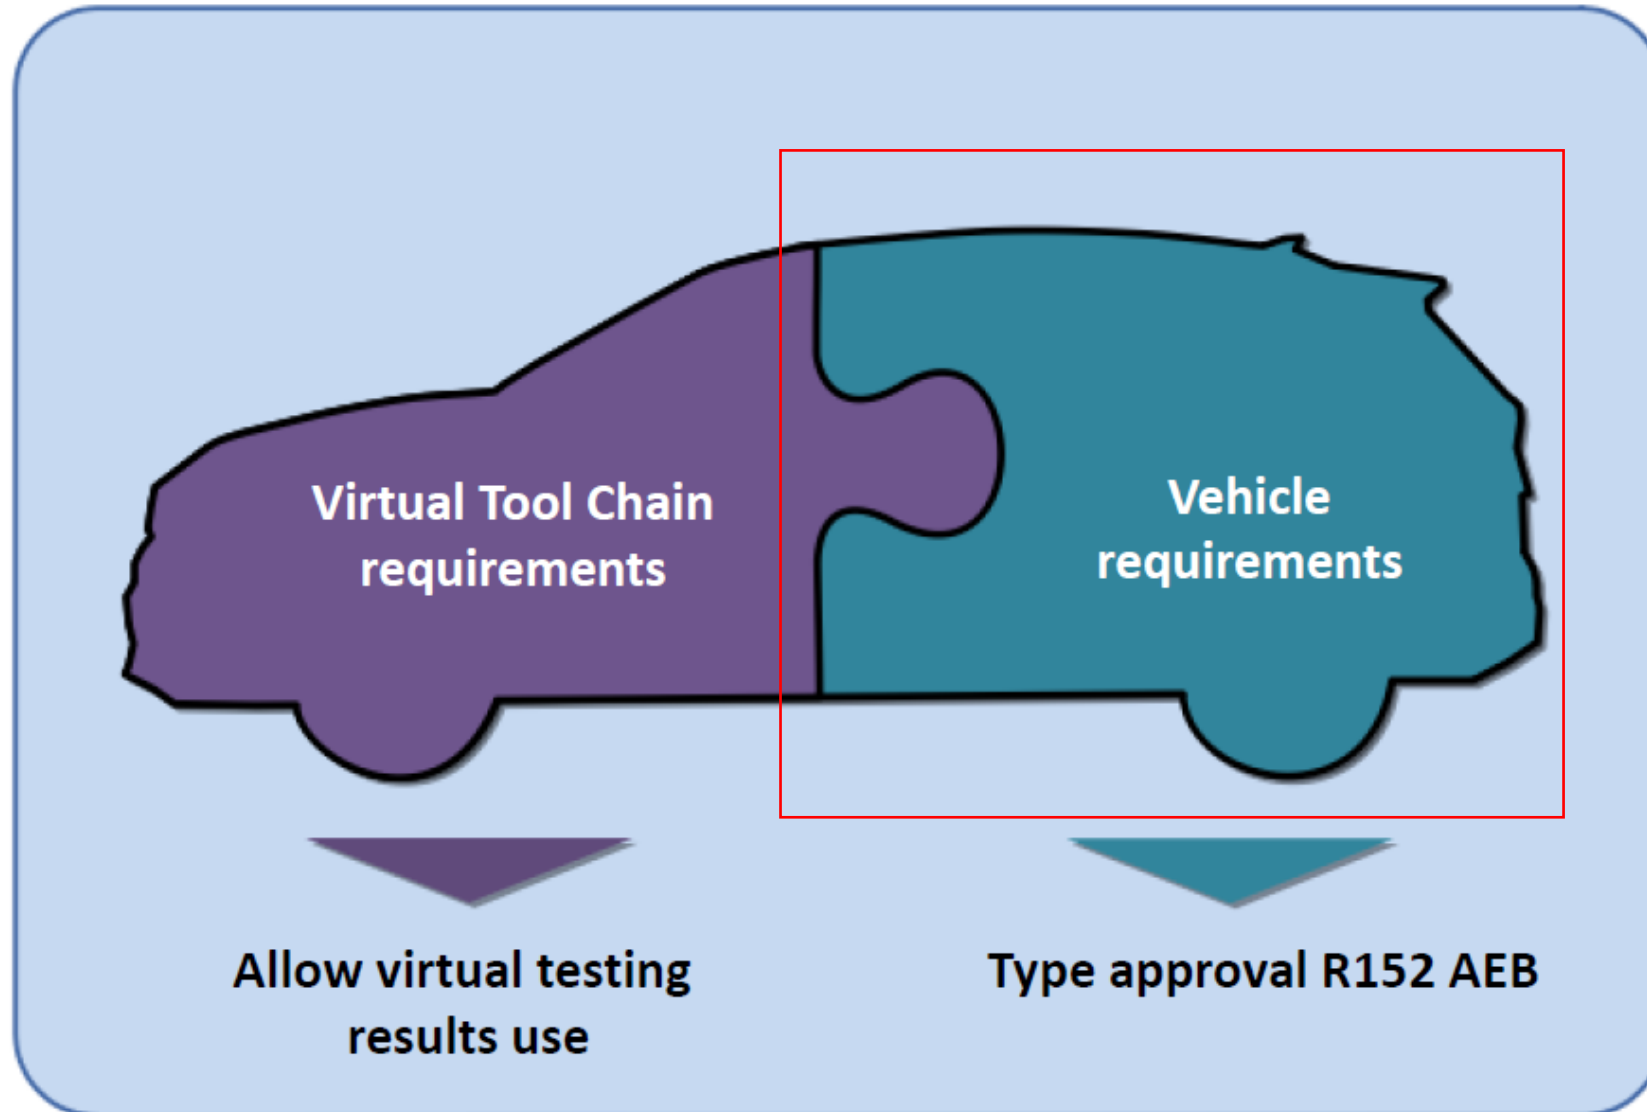 Virtual Tool Chain
requirements
Vehicle
requirements
Allow virtual testing
results use
Type approval R152 AEB